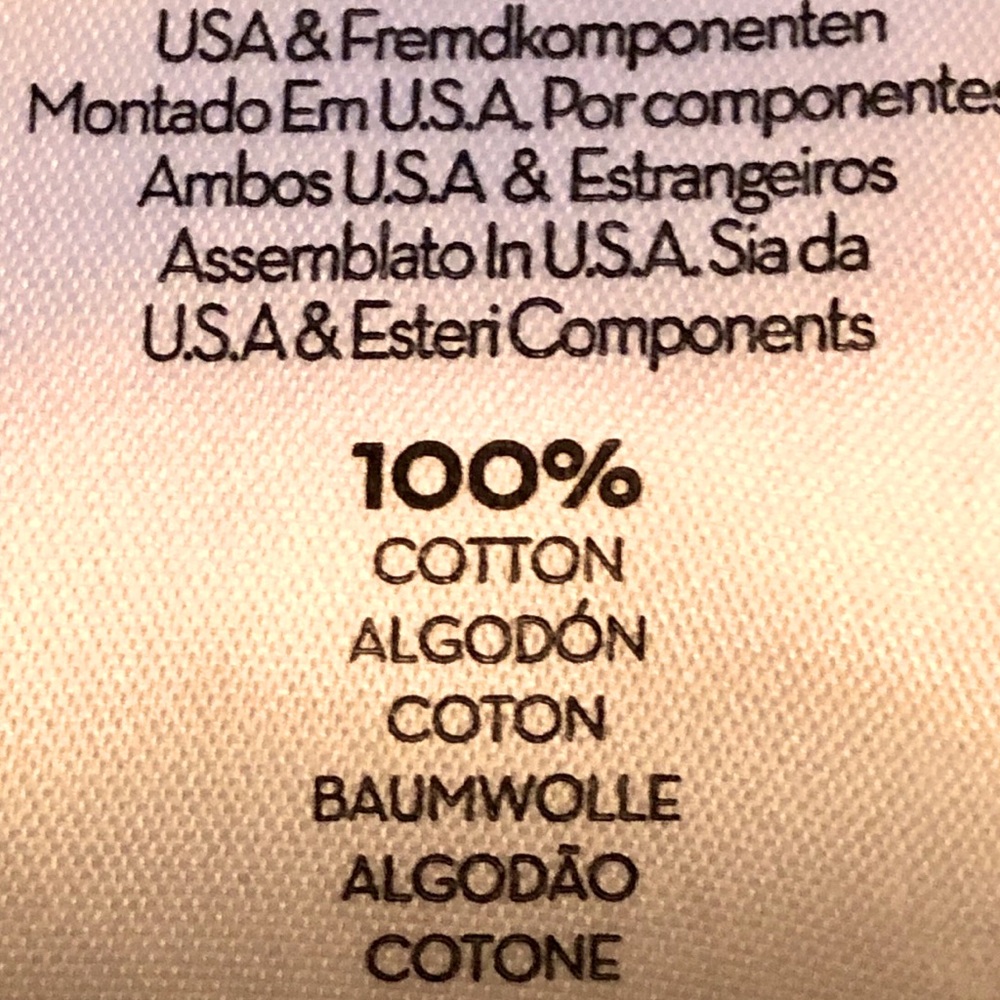 USA & Fremdkomponenten
Montado Em U.S.A. Por componentes
Ambos U.S.A & Estrangeiros
Assemblato In U.S.A. Sia da
U.S.A & Esteri Components
100%
COTTON
ALGODÓN
COTON
BAUMWOLLE
ALGODÃO
COTONE